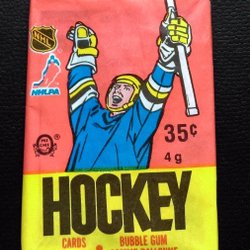 NHL
NHLPA
35¢
4g
HOCKEY
CARDS
BUBBLE GUM